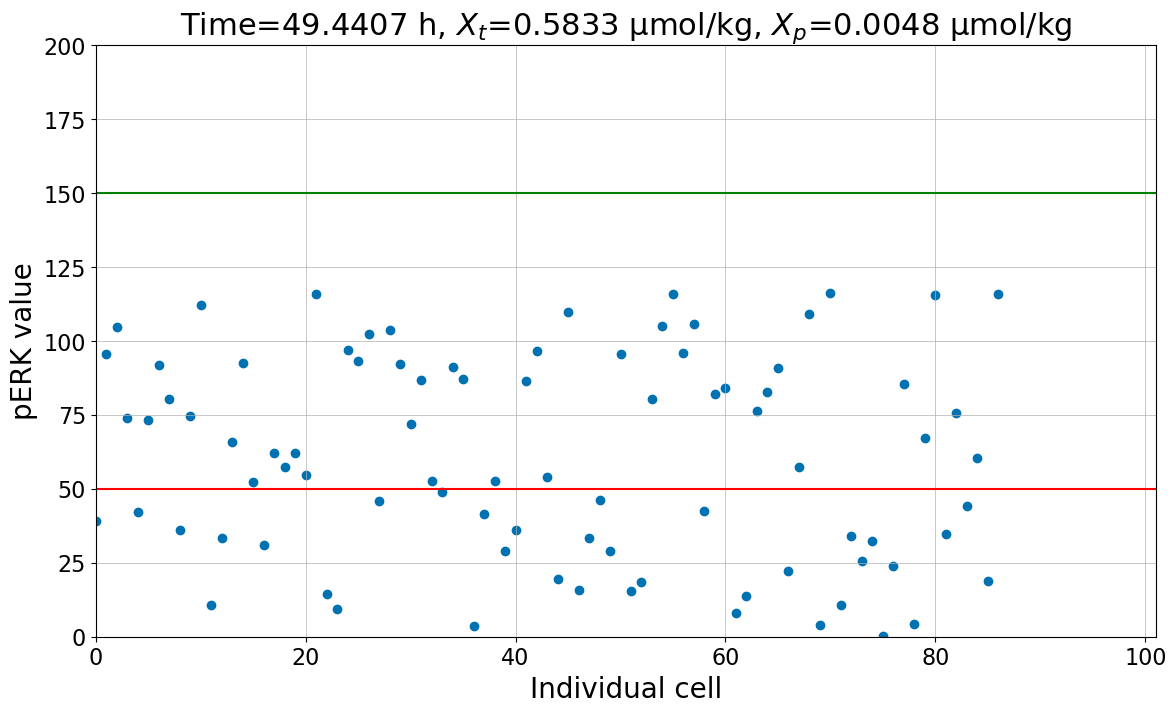 Time=49.4407 h, $X_t$=0.5833 μmol/kg, $X_p$=0.0048 μmol/kg
pERK value
200
175
150
125
100
75
50
25
0
0 20 40 60 80 100
Individual cell